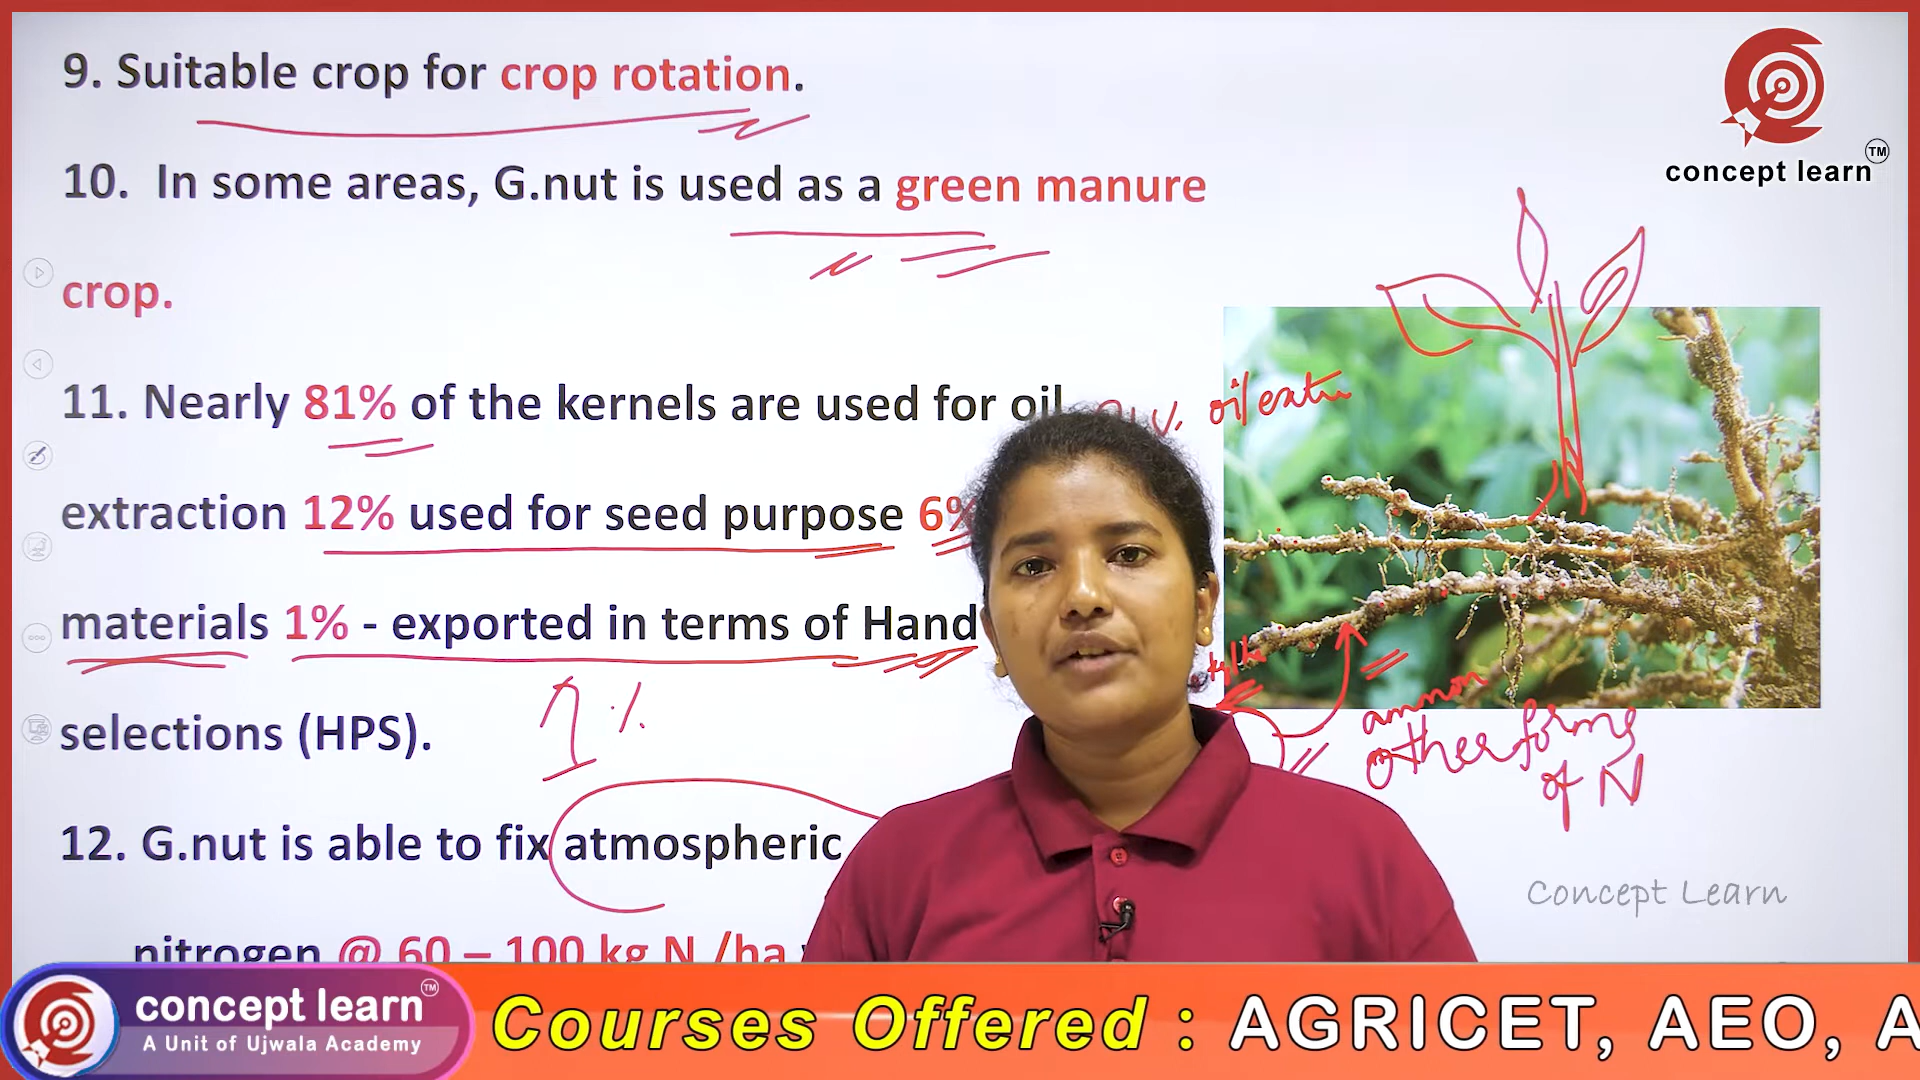 9. Suitable crop for crop rotation.
10. In some areas, G.nut is used as a green manure
crop.
11. Nearly 81% of the kernels are used for oil
extraction 12% used for seed purpose 6%
materials 1% - exported in terms of Hand
selections (HPS).
12. G.nut is able to fix atmospheric
nitrogen @ 60 – 100 kg N /ha
concept learn TM
oil extra
%
ammon
other forms
of N
Concept Learn
concept learn TM
A Unit of Ujwala Academy
Courses Offered : AGRICET, AEO, A